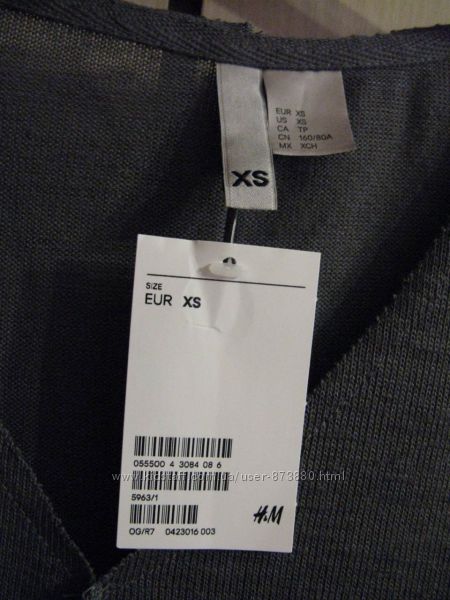 XS
EUR XS
US XS
CA TP
CN 160/80A
MX XCH
SIZE
EUR XS
055500 4 3084 08 6
5963/1
H&M
OG/R7 0423016 003